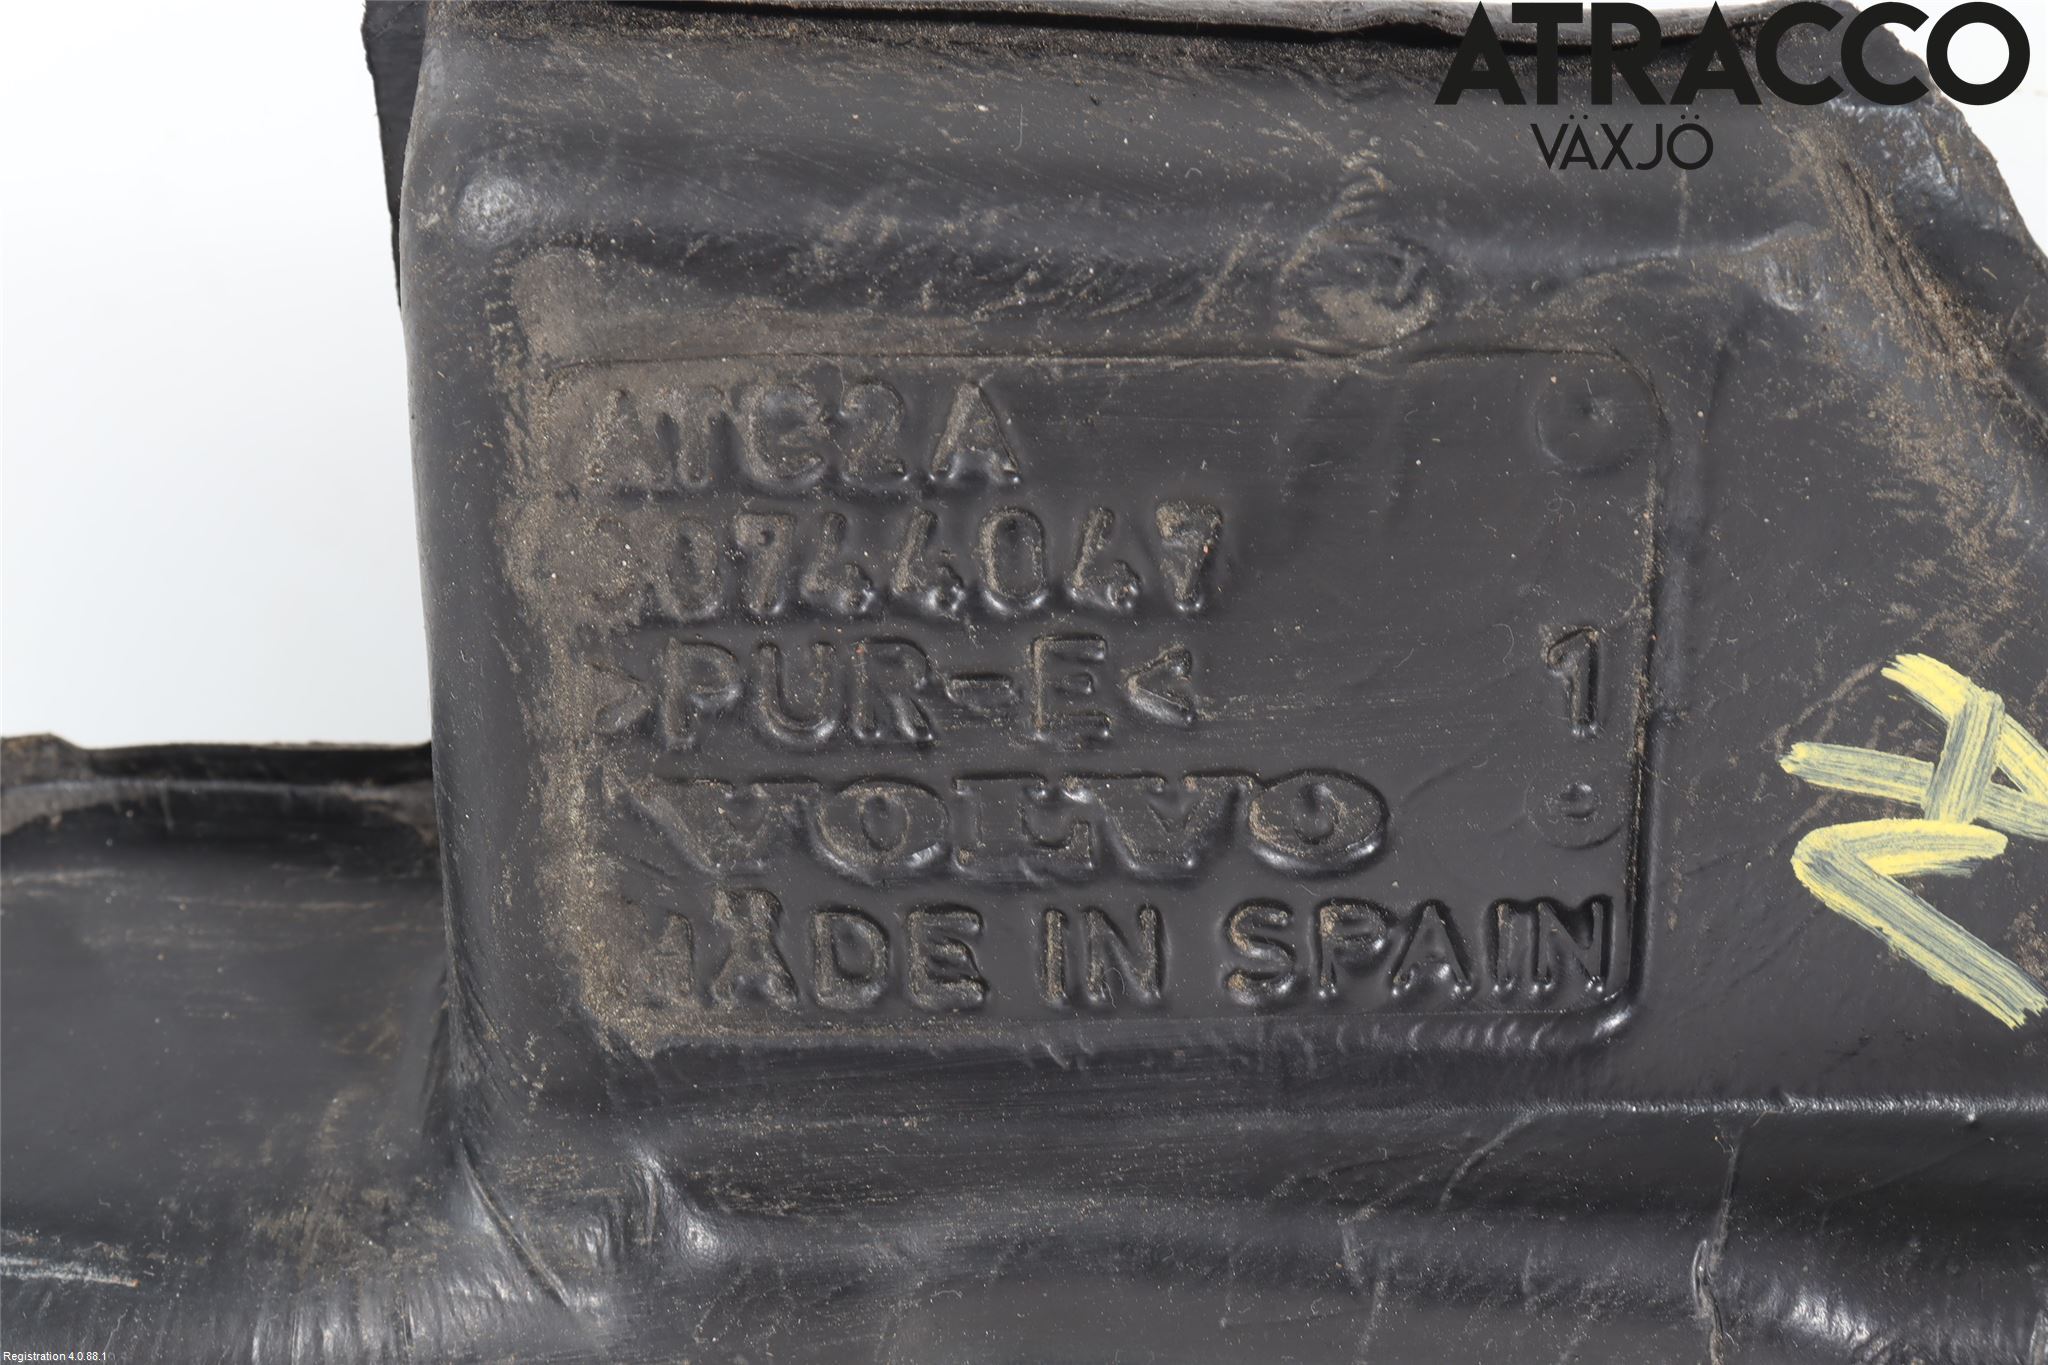 ATRACCO
VÄXJÖ
ATC2A
30744047
>PUR-E<
1
VOLVO
MADE IN SPAIN
Registration 4.0.88.1